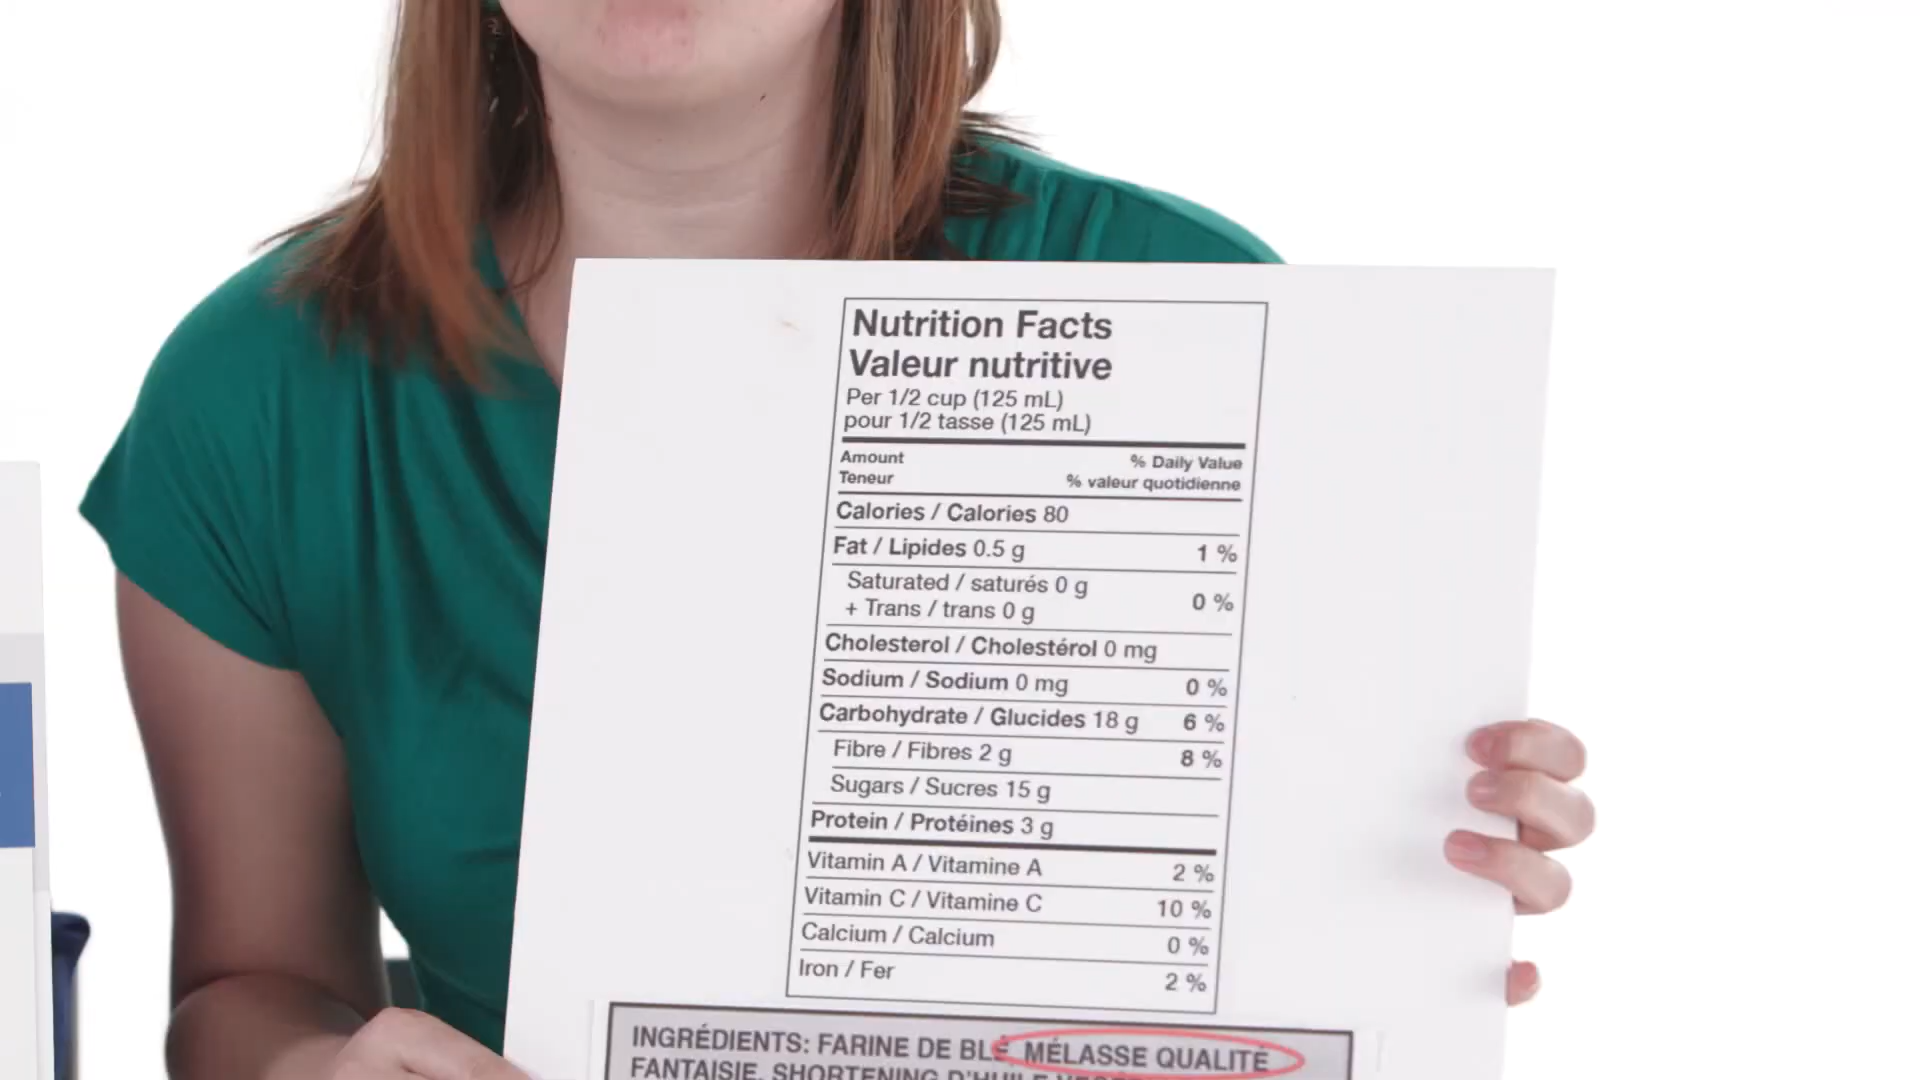 Nutrition Facts
Valeur nutritive
Per 1/2 cup (125 mL)
pour 1/2 tasse (125 mL)
Amount % Daily Value
Teneur % valeur quotidienne
Calories / Calories 80
Fat / Lipides 0.5 g 1 %
Saturated / saturés 0 g
+ Trans / trans 0 g 0 %
Cholesterol / Cholestérol 0 mg
Sodium / Sodium 0 mg 0 %
Carbohydrate / Glucides 18 g 6 %
Fibre / Fibres 2 g 8 %
Sugars / Sucres 15 g
Protein / Protéines 3 g
Vitamin A / Vitamine A 2 %
Vitamin C / Vitamine C 10 %
Calcium / Calcium 0 %
Iron / Fer 2 %
INGRÉDIENTS: FARINE DE BLÉ, MÉLASSE QUALITÉ
FANTAISIE, SHORTENING D'HUILE